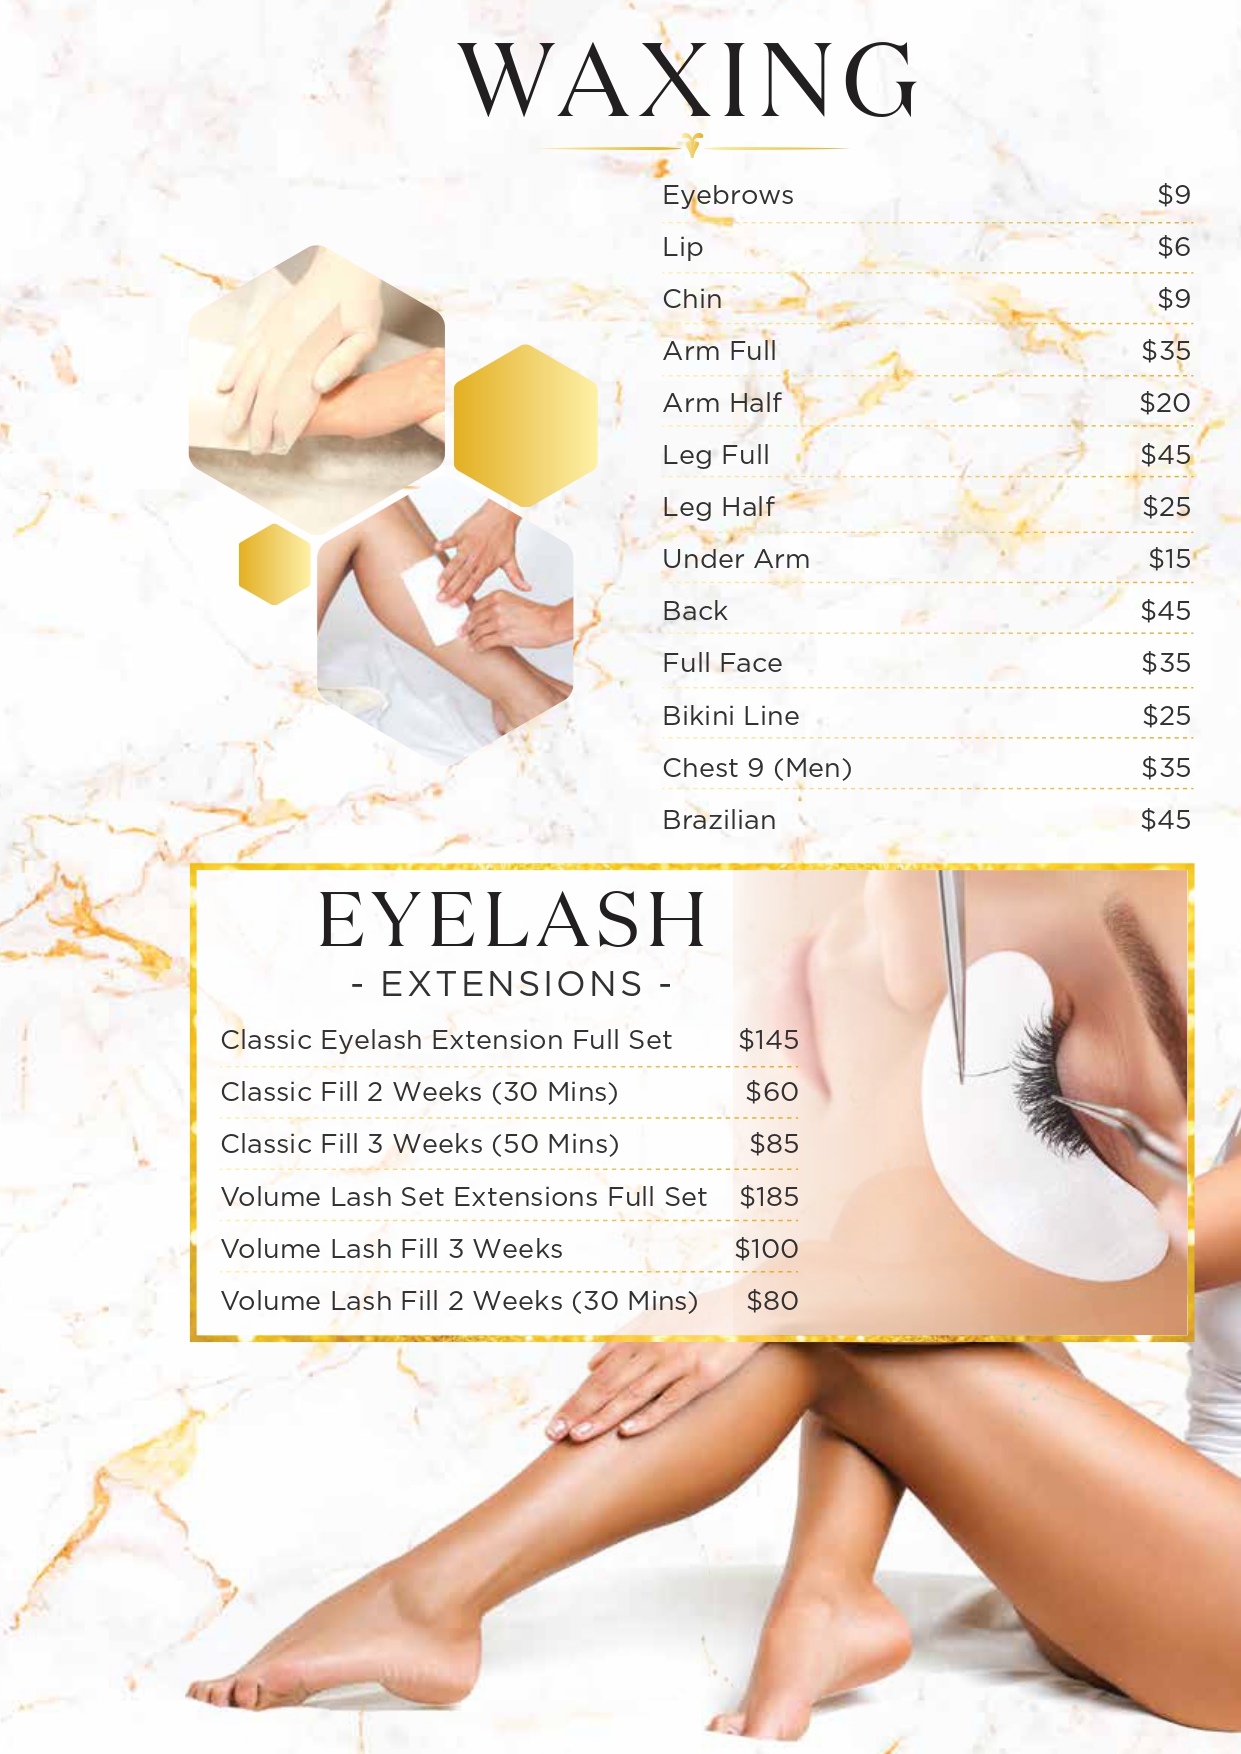 WAXING
Eyebrows $9
Lip $6
Chin $9
Arm Full $35
Arm Half $20
Leg Full $45
Leg Half $25
Under Arm $15
Back $45
Full Face $35
Bikini Line $25
Chest 9 (Men) $35
Brazilian $45
EYELASH
- EXTENSIONS -
Classic Eyelash Extension Full Set $145
Classic Fill 2 Weeks (30 Mins) $60
Classic Fill 3 Weeks (50 Mins) $85
Volume Lash Set Extensions Full Set $185
Volume Lash Fill 3 Weeks $100
Volume Lash Fill 2 Weeks (30 Mins) $80